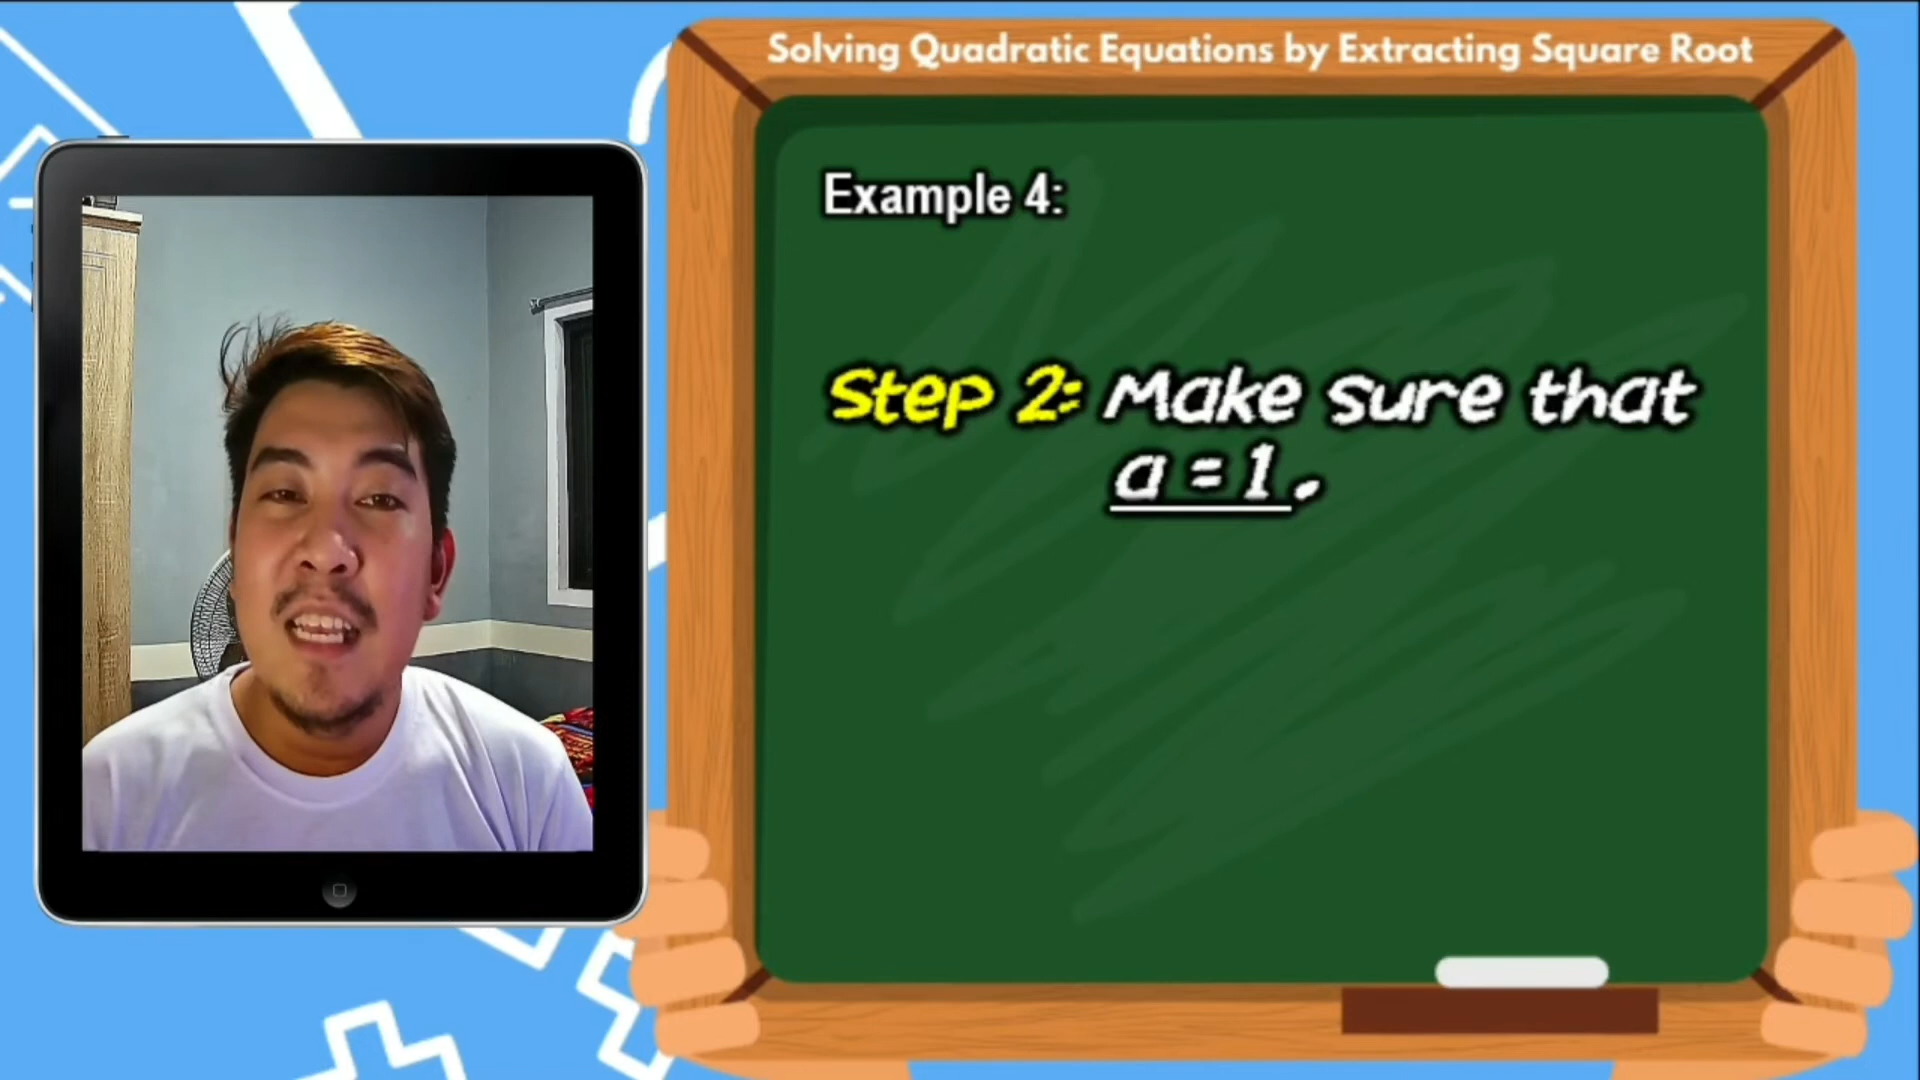 Solving Quadratic Equations by Extracting Square Root
Example 4:
Step 2: Make sure that
a = 1.